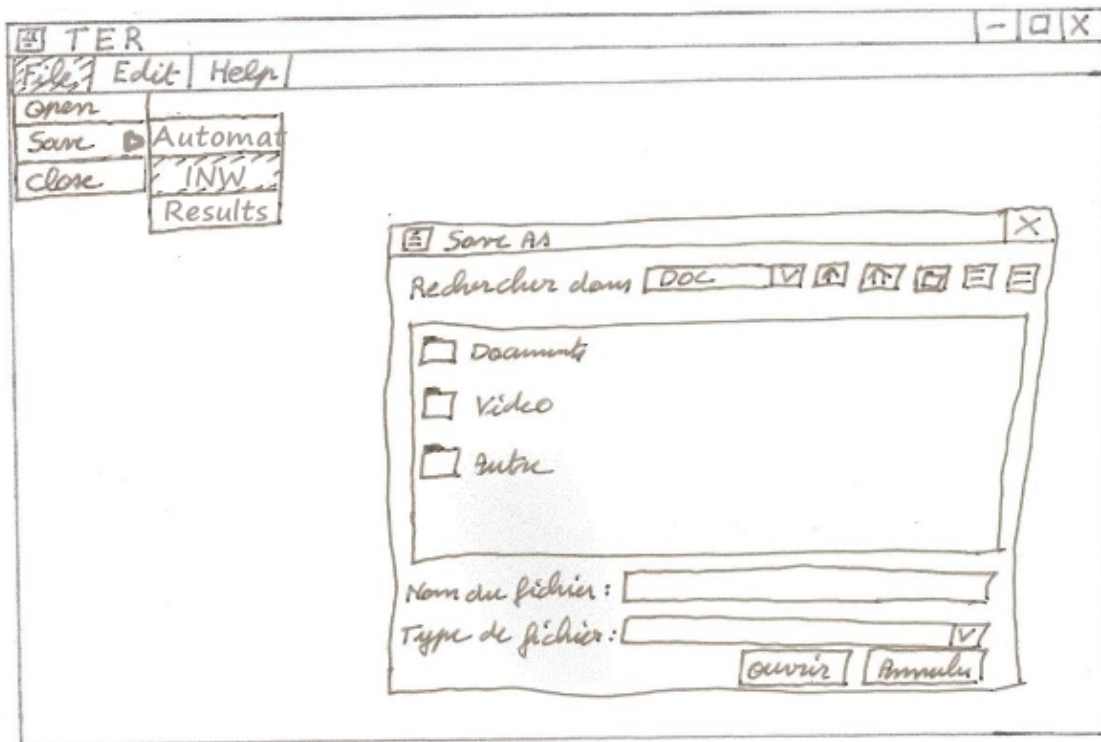 TER
File Edit Help
Open
Save Automat
Close INW
Results
Save As
Rechercher dans DOC
Documents
Video
Autre
Nom du fichier :
Type de fichier :
Ouvrir Annuler